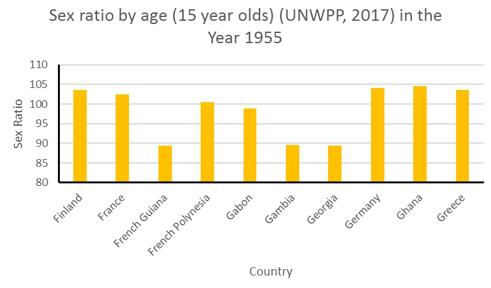 Sex ratio by age (15 year olds) (UNWPP, 2017) in the
Year 1955
110
105
100
95
90
85
80
Sex Ratio
Finland
France
French Guiana
French Polynesia
Gabon
Gambia
Georgia
Germany
Ghana
Greece
Country